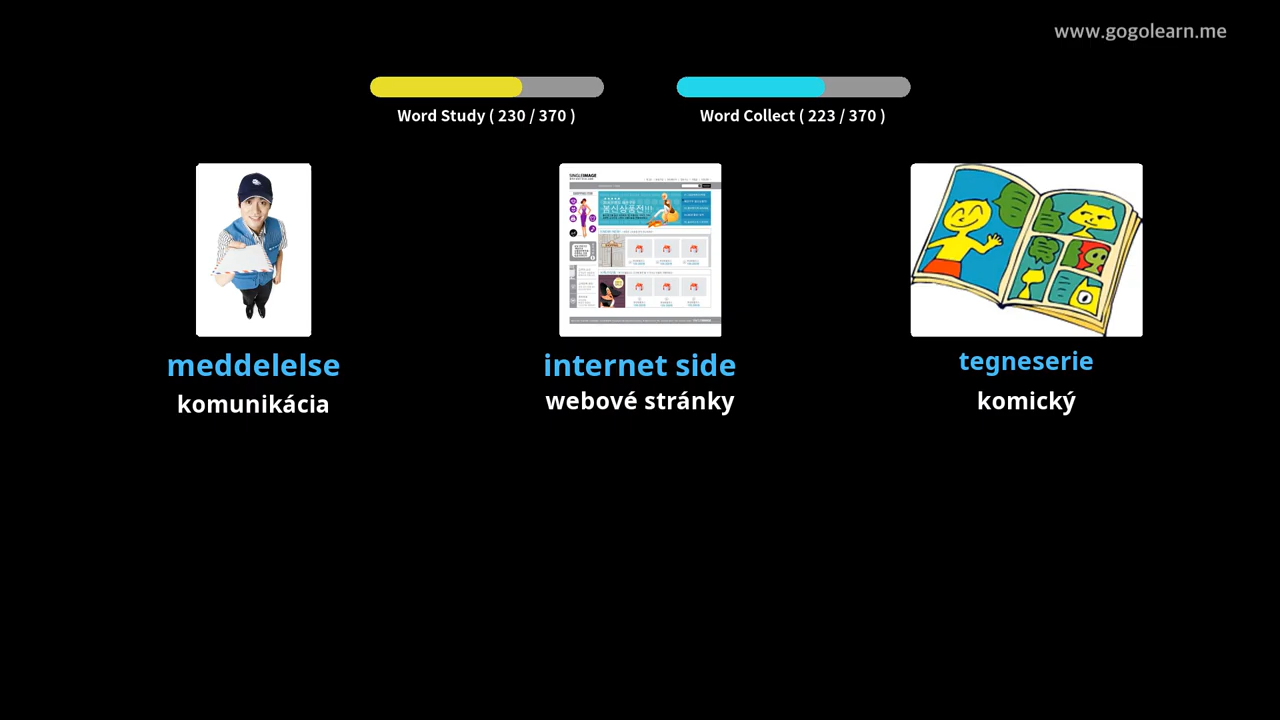 www.gogolearn.me
Word Study ( 230 / 370 )
Word Collect ( 223 / 370 )
meddelelse
internet side
tegneserie
komunikácia
webové stránky
komický